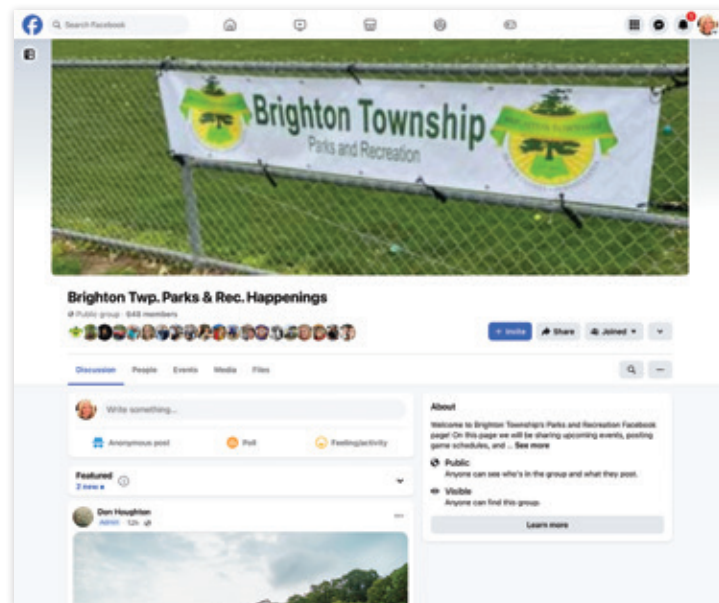 Search Facebook
1
Brighton Township
Parks and Recreation
BRIGHTON TOWNSHIP
Brighton Twp. Parks & Rec. Happenings
Public group · 648 members
+ Invite
Share
Joined
Discussion
People
Events
Media
Files
Write something...
Anonymous post
Poll
Feeling/activity
Featured
2 new
Don Houghton
Admin · 12h
About
Welcome to Brighton Township's Parks and Recreation Facebook
page! On this page we will be sharing upcoming events, posting
game schedules, and ... See more
Public
Anyone can see who's in the group and what they post.
Visible
Anyone can find this group.
Learn more